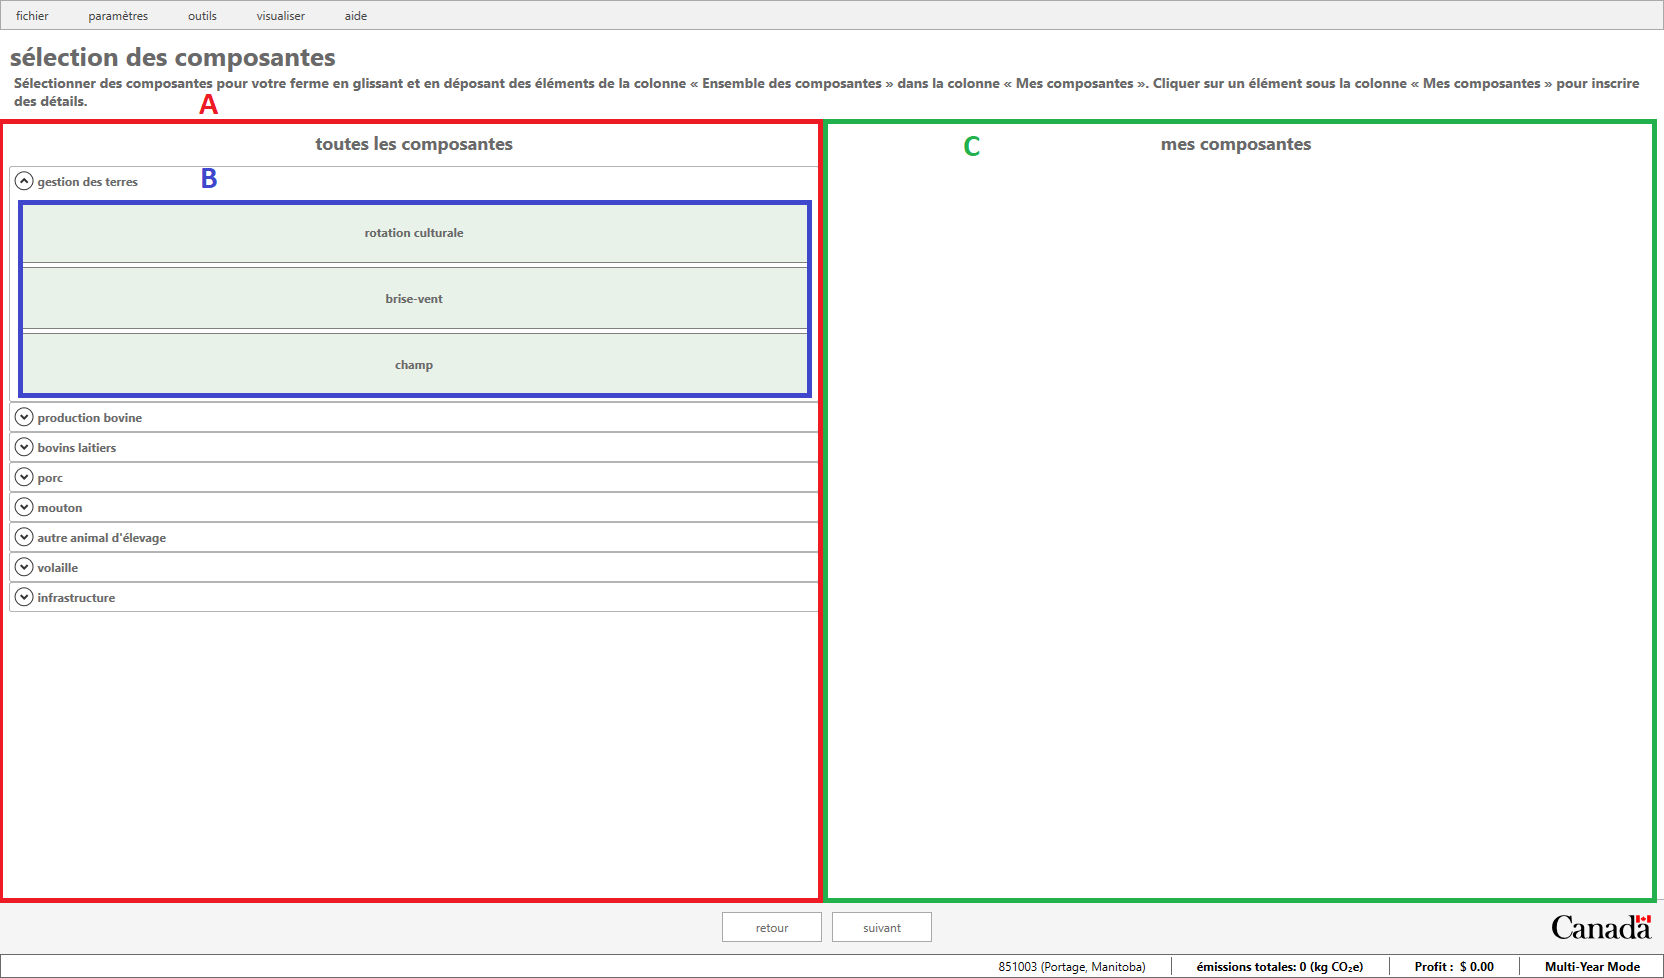 fichier paramètres outils visualiser aide
sélection des composantes
Sélectionner des composantes pour votre ferme en glissant et en déposant des éléments de la colonne « Ensemble des composantes » dans la colonne « Mes composantes ». Cliquer sur un élément sous la colonne « Mes composantes » pour inscrire
des détails.
A
toutes les composantes
gestion des terres
B
rotation culturale
brise-vent
champ
production bovine
bovins laitiers
porc
mouton
autre animal d'élevage
volaille
infrastructure
C
mes composantes
retour suivant
Canada
851003 (Portage, Manitoba) émissions totales: 0 (kg CO₂e) Profit : $ 0.00 Multi-Year Mode